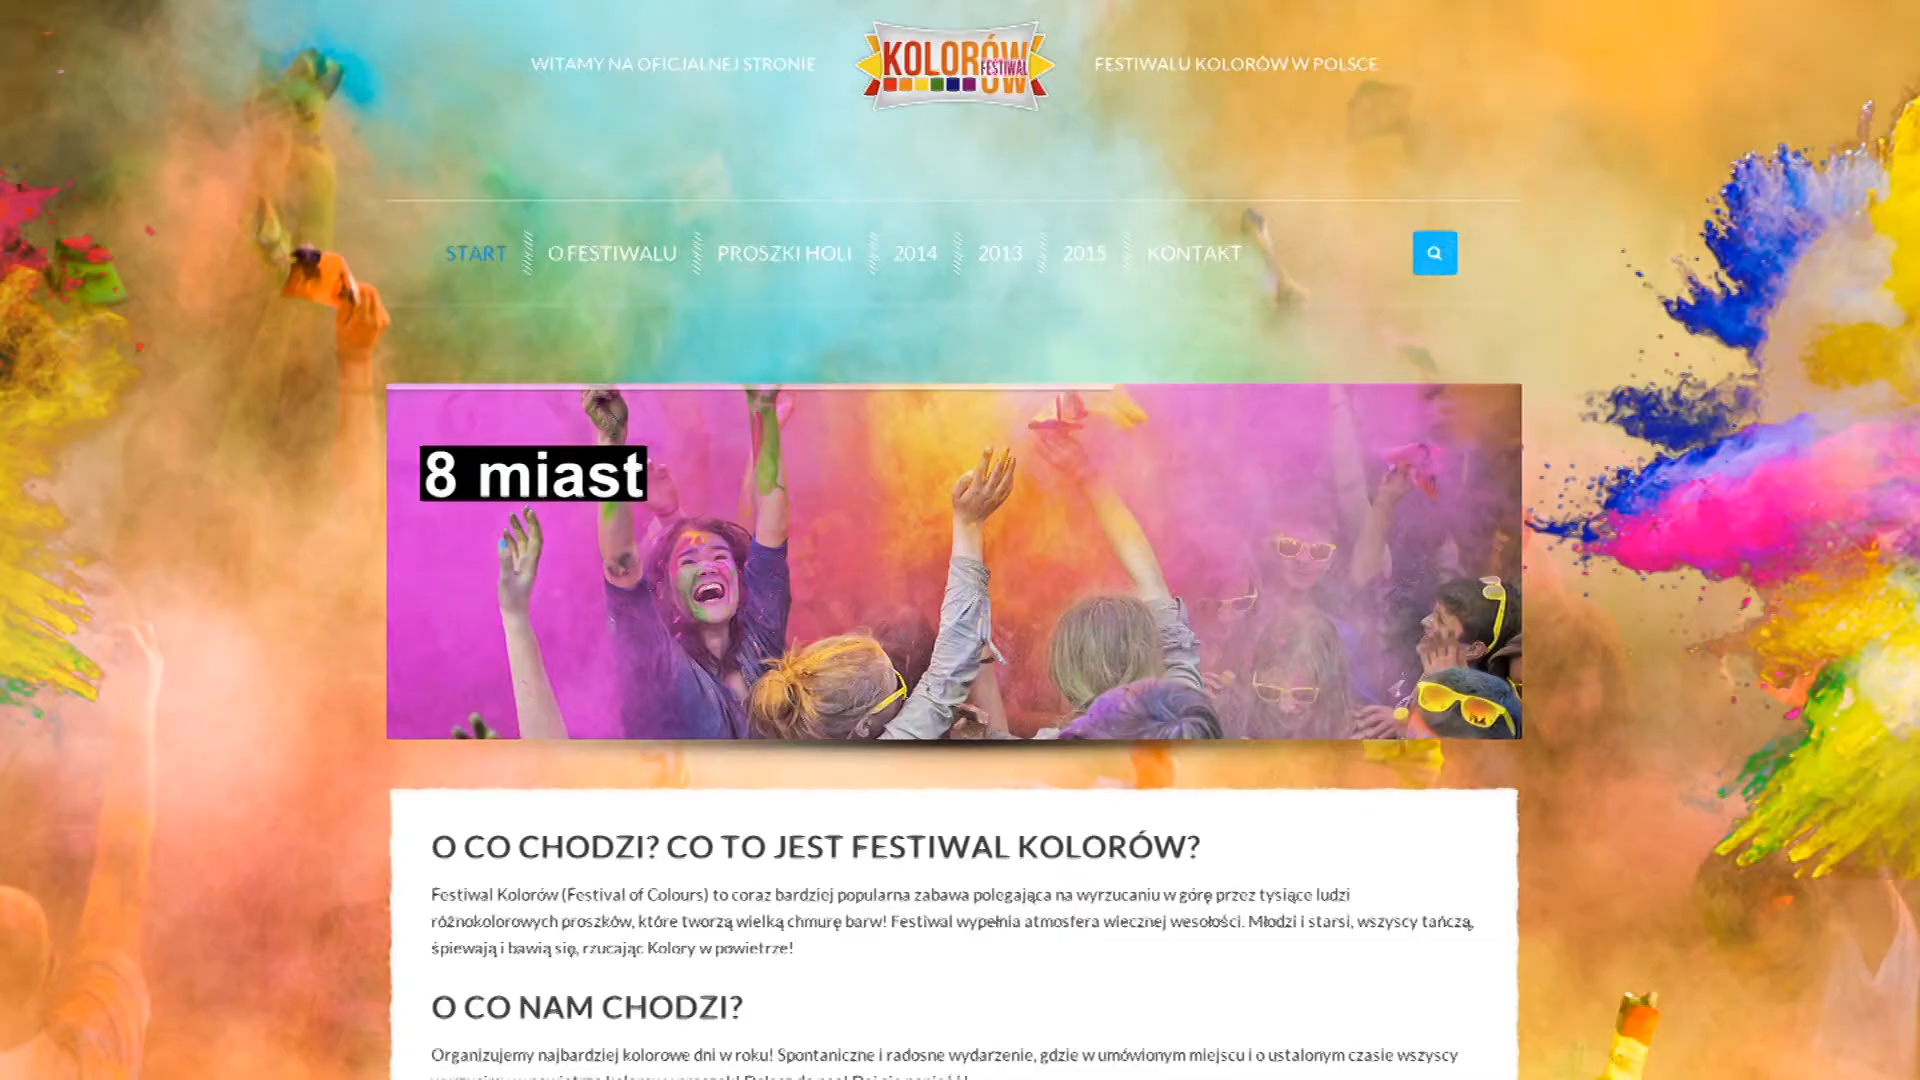 WITAMY NA OFICJALNEJ STRONIE
KOLORÓW
FESTIWAL
FESTIWALU KOLORÓW W POLSCE
START
O FESTIWALU
PROSZKI HOLI
2014
2013
2015
KONTAKT
8 miast
O CO CHODZI? CO TO JEST FESTIWAL KOLORÓW?
Festiwal Kolorów (Festival of Colours) to coraz bardziej popularna zabawa polegająca na wyrzucaniu w górę przez tysiące ludzi
różnokolorowych proszków, które tworzą wielką chmurę barw! Festiwal wypełnia atmosfera wiecznej wesołości. Młodzi i starsi, wszyscy tańczą,
śpiewają i bawią się, rzucając Kolory w powietrze!
O CO NAM CHODZI?
Organizujemy najbardziej kolorowe dni w roku! Spontaniczne i radosne wydarzenie, gdzie w umówionym miejscu i o ustalonym czasie wszyscy